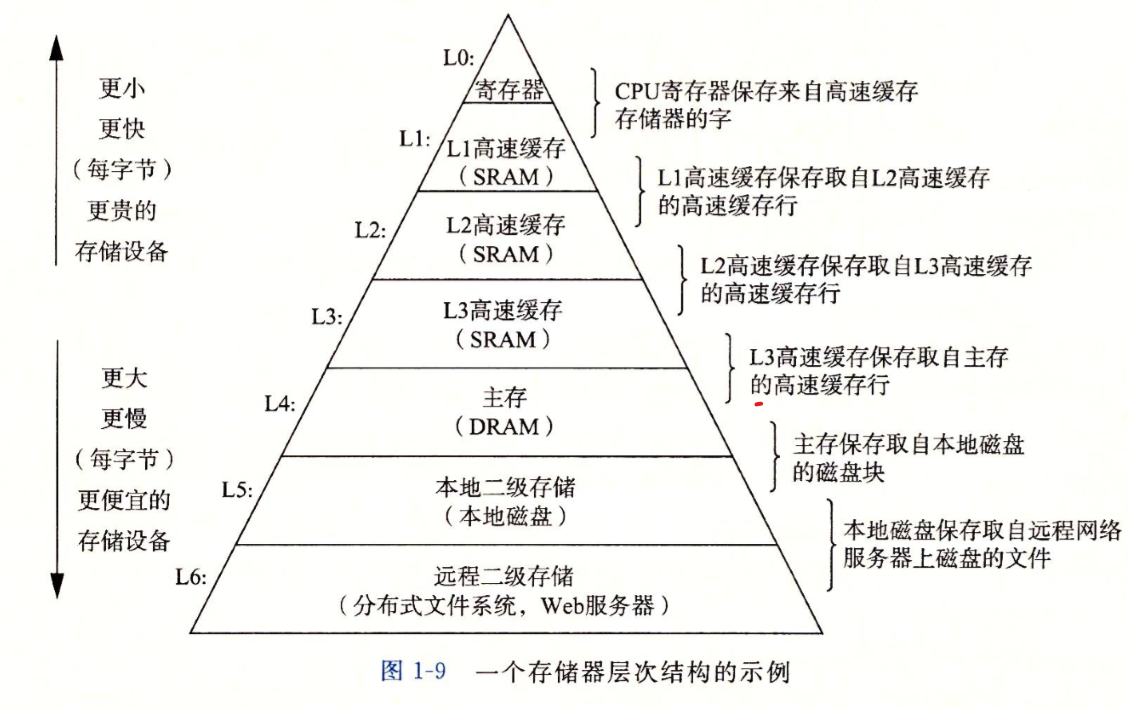 更小
更快
（每字节）
更贵的
存储设备
更大
更慢
（每字节）
更便宜的
存储设备
L0:
寄存器
L1:
L1高速缓存
（SRAM）
L2:
L2高速缓存
（SRAM）
L3:
L3高速缓存
（SRAM）
L4:
主存
（DRAM）
L5:
本地二级存储
（本地磁盘）
L6:
远程二级存储
（分布式文件系统，Web服务器）
CPU寄存器保存来自高速缓存
存储器的字
L1高速缓存保存取自L2高速缓存
的高速缓存行
L2高速缓存保存取自L3高速缓存
的高速缓存行
L3高速缓存保存取自主存
的高速缓存行
主存保存取自本地磁盘
的磁盘块
本地磁盘保存取自远程网络
服务器上磁盘的文件
图 1-9 一个存储器层次结构的示例